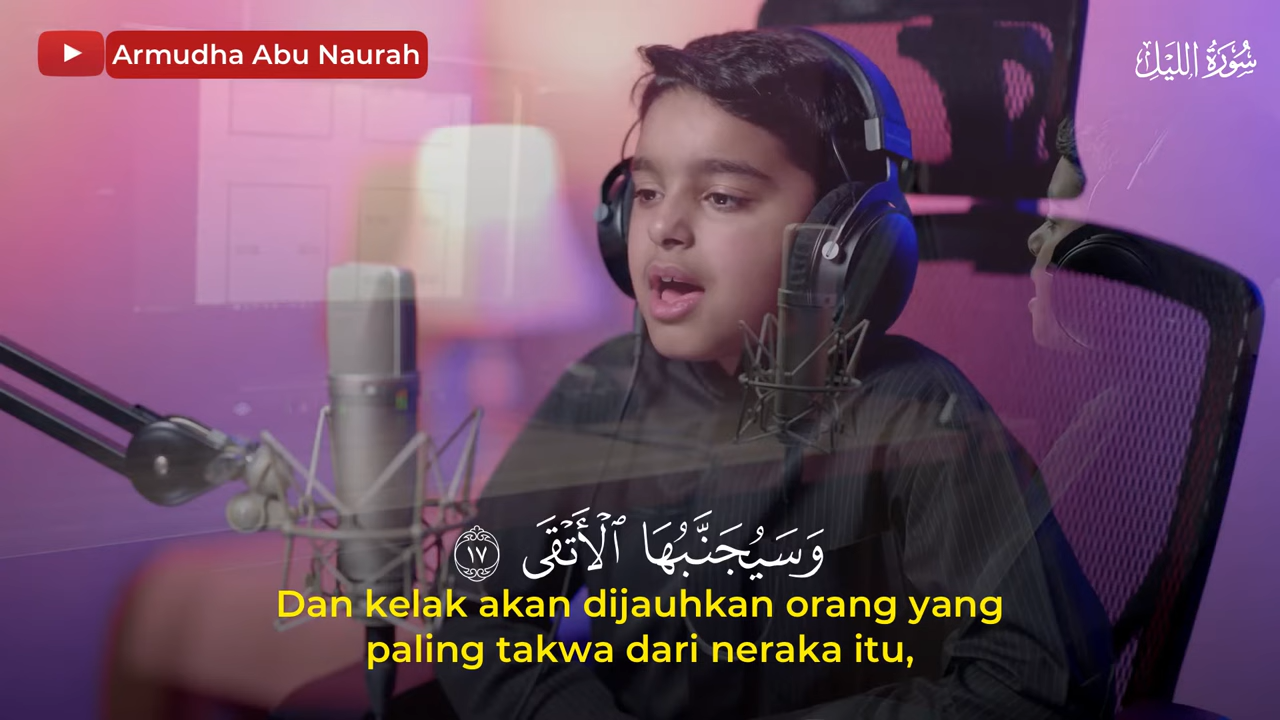 Armudha Abu Naurah
سُورَةُ اللَّيْلِ
وَسَيُجَنَّبُهَا ٱلْأَتْقَى ١٧
Dan kelak akan dijauhkan orang yang
paling takwa dari neraka itu,